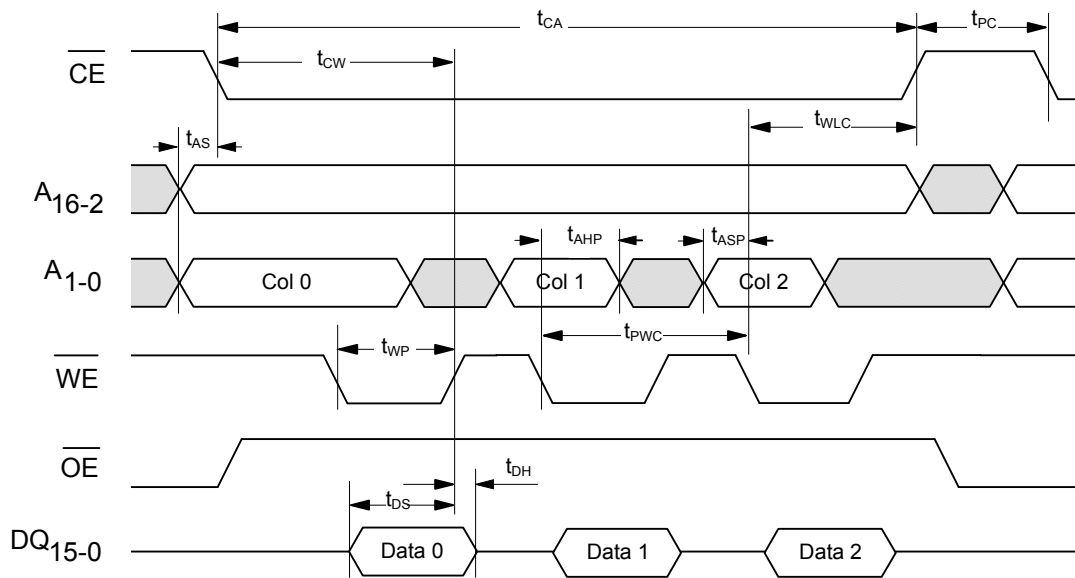 tCA
tPC
CE
tCW
tAS
tWLC
A16-2
tAHP
tASP
A1-0
Col 0
Col 1
Col 2
tWP
tPWC
WE
OE
tDH
tDS
DQ15-0
Data 0
Data 1
Data 2